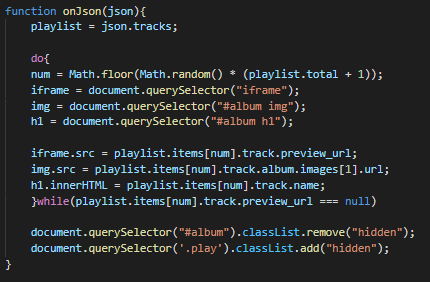 function onJson(json){
    playlist = json.tracks;

    do{
    num = Math.floor(Math.random() * (playlist.total + 1));
    iframe = document.querySelector("iframe");
    img = document.querySelector("#album img");
    h1 = document.querySelector("#album h1");

    iframe.src = playlist.items[num].track.preview_url;
    img.src = playlist.items[num].track.album.images[1].url;
    h1.innerHTML = playlist.items[num].track.name;
    }while(playlist.items[num].track.preview_url === null)

    document.querySelector("#album").classList.remove("hidden");
    document.querySelector('.play').classList.add("hidden");
}